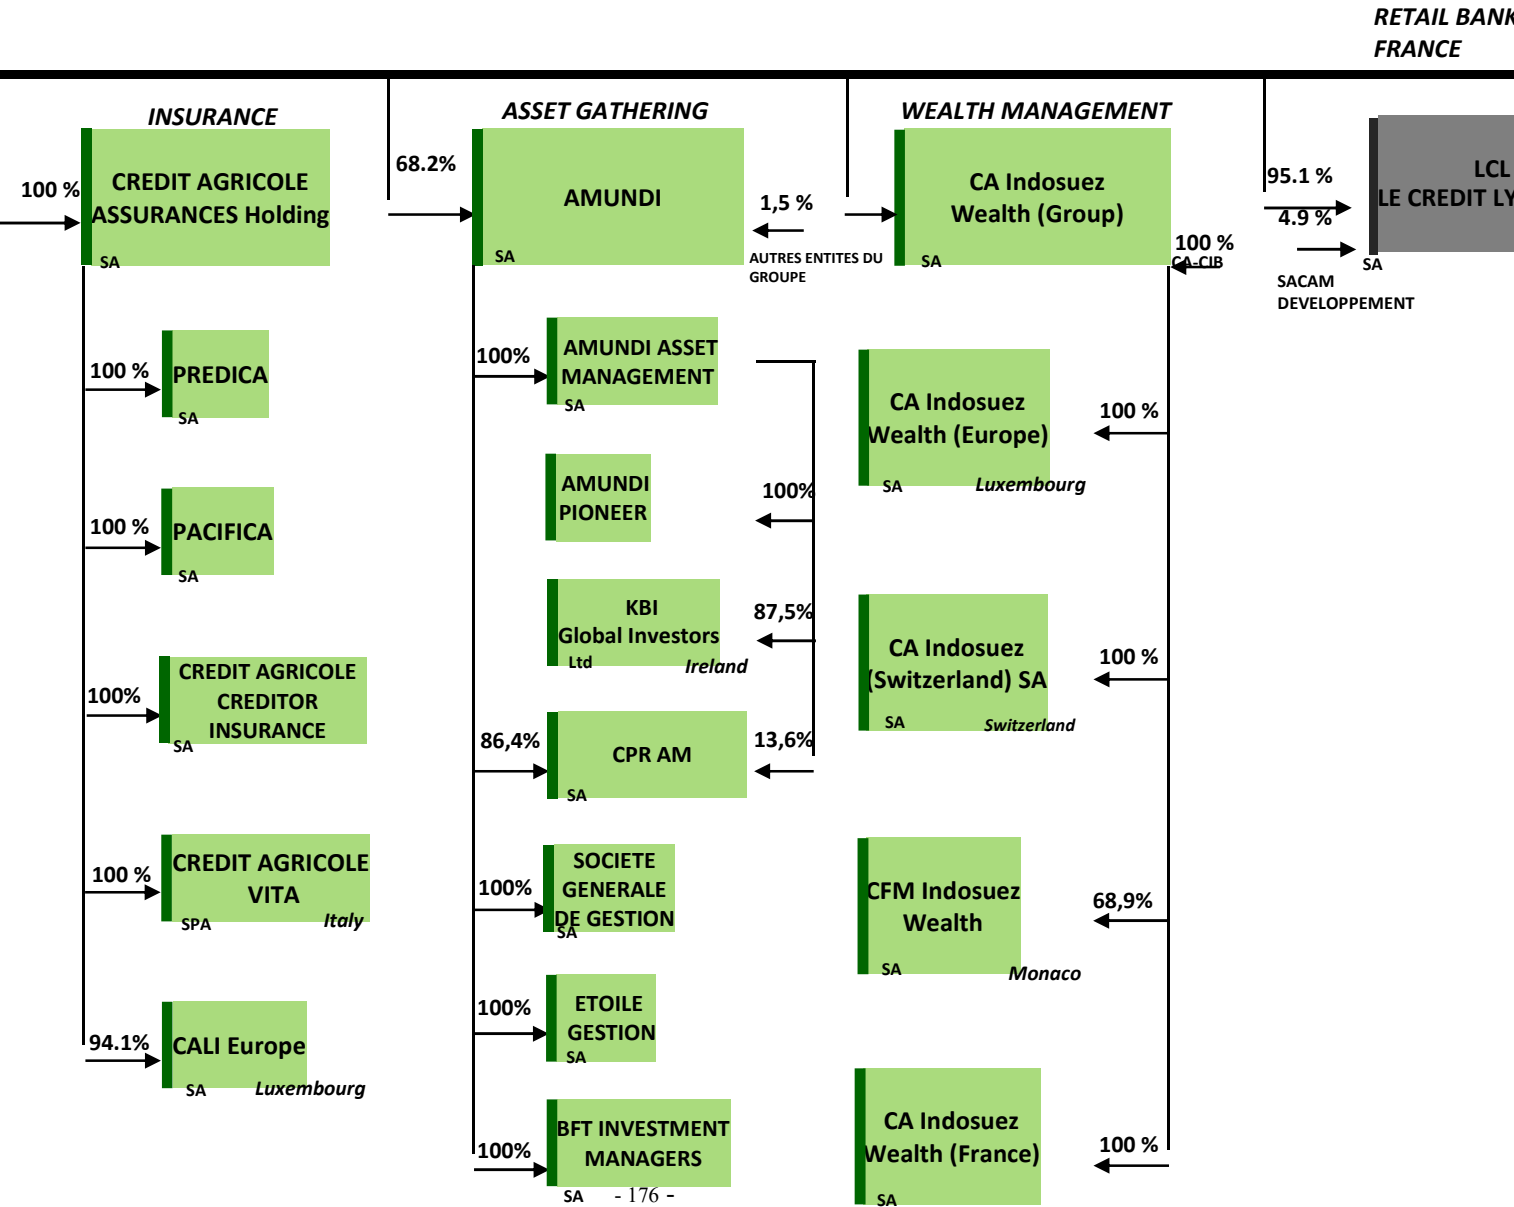 RETAIL BANK
FRANCE
INSURANCE
100 %
CREDIT AGRICOLE
ASSURANCES Holding
SA
100 %
PREDICA
SA
100 %
PACIFICA
SA
100%
CREDIT AGRICOLE
CREDITOR
INSURANCE
SA
100 %
CREDIT AGRICOLE
VITA
SPA
Italy
94.1%
CALI Europe
SA
Luxembourg
ASSET GATHERING
68.2%
AMUNDI
SA
1,5 %
AUTRES ENTITES DU
GROUPE
100%
AMUNDI ASSET
MANAGEMENT
SA
AMUNDI
PIONEER
100%
KBI
Global Investors
Ltd
Ireland
87,5%
86,4%
CPR AM
SA
13,6%
100%
SOCIETE
GENERALE
DE GESTION
SA
100%
ETOILE
GESTION
SA
100%
BFT INVESTMENT
MANAGERS
SA
WEALTH MANAGEMENT
CA Indosuez
Wealth (Group)
SA
100 %
CA-CIB
CA Indosuez
Wealth (Europe)
SA
Luxembourg
100 %
CA Indosuez
(Switzerland) SA
SA
Switzerland
100 %
CFM Indosuez
Wealth
SA
Monaco
68,9%
CA Indosuez
Wealth (France)
SA
100 %
95.1 %
4.9 %
SACAM
DEVELOPPEMENT
LCL
LE CREDIT LY
SA
- 176 -